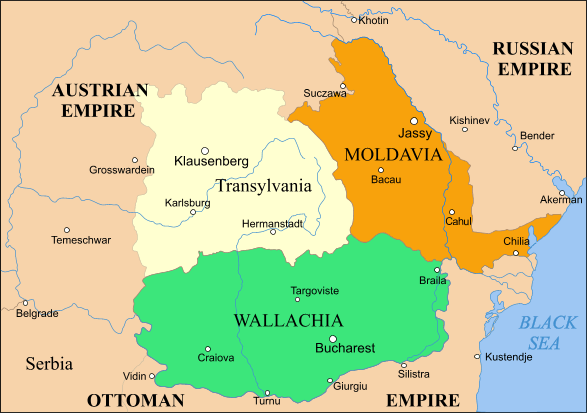 Khotin
RUSSIAN
EMPIRE
AUSTRIAN
EMPIRE
Suczawa
Kishinev
Jassy
Bender
Klausenberg
MOLDAVIA
Grosswardein
Bacau
Transylvania
Akerman
Karlsburg
Cahul
Hermanstadt
Temeschwar
Chilia
Braila
Targoviste
Belgrade
WALLACHIA
BLACK
SEA
Bucharest
Craiova
Kustendje
Serbia
Silistra
Vidin
Giurgiu
OTTOMAN
Turnu
EMPIRE